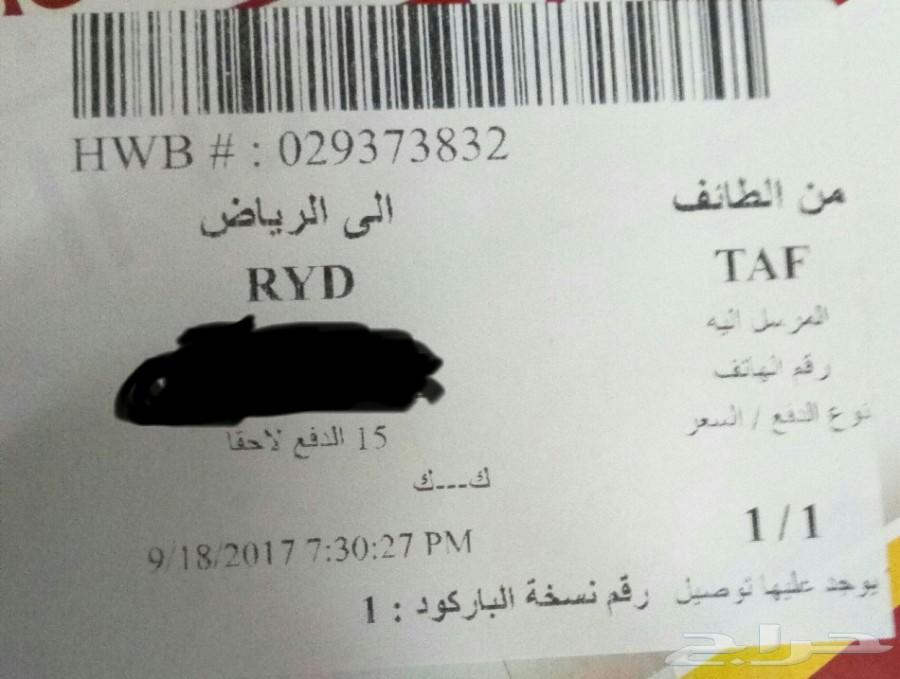 HWB # : 029373832
من الطائف الى الرياض
TAF RYD
المرسل اليه
رقم الهاتف
نوع الدفع / السعر 15 الدفع لاحقا
ك---ك
1 / 1 9/18/2017 7:30:27 PM
يوجد عليها توصيل رقم نسخة الباركود : 1
حراج